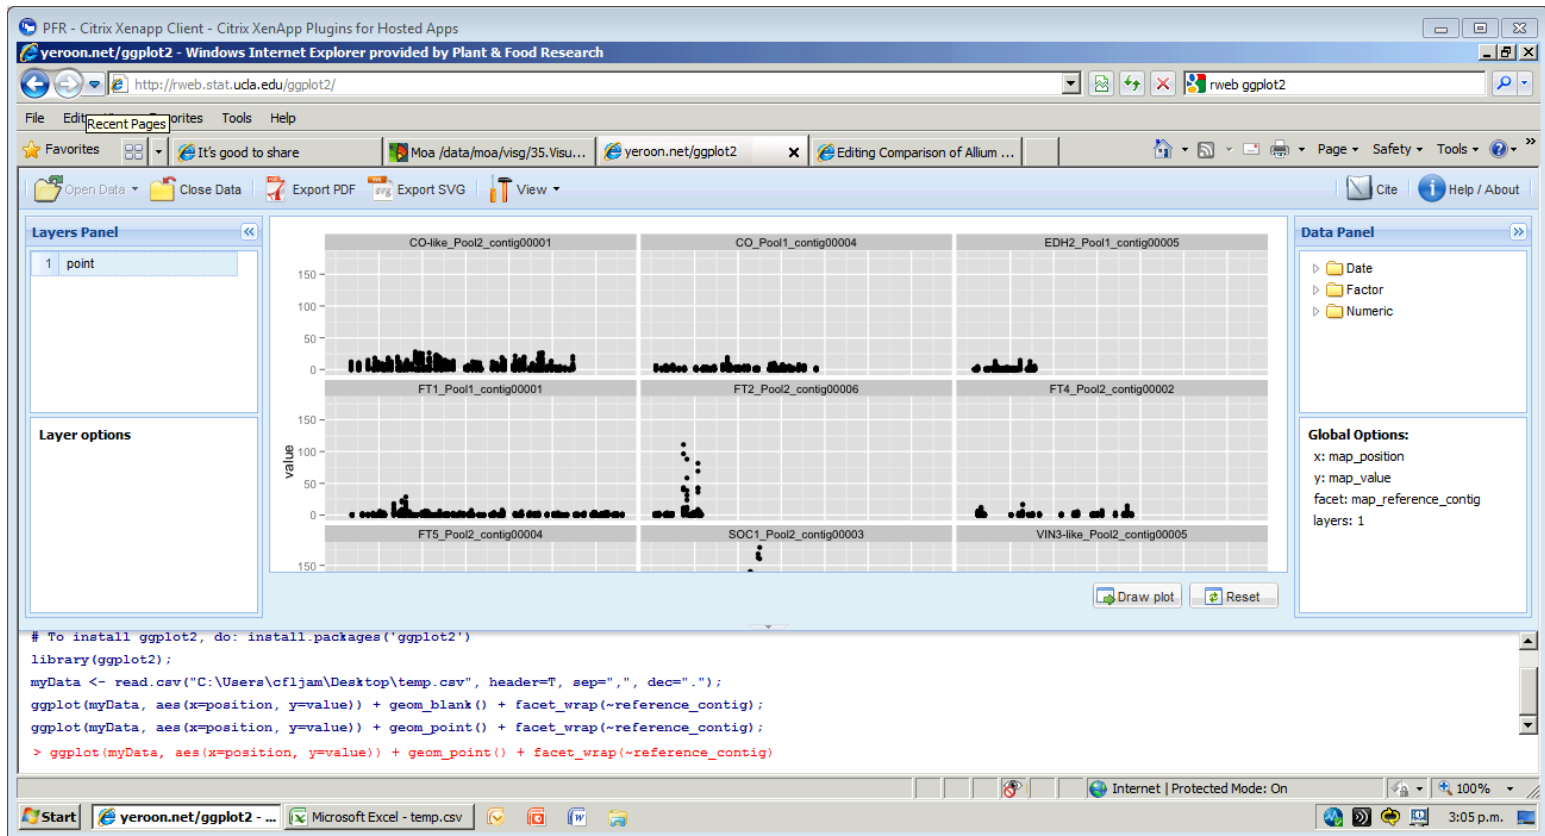 PFR - Citrix Xenapp Client - Citrix XenApp Plugins for Hosted Apps
yeroon.net/ggplot2 - Windows Internet Explorer provided by Plant & Food Research
http://rweb.stat.ucla.edu/ggplot2/
rweb ggplot2
File Edit orites Tools Help
Recent Pages
Favorites It's good to share Moa /data/moa/visg/35.Visu... yeroon.net/ggplot2 Editing Comparison of Allium ... Page Safety Tools
Open Data Close Data Export PDF Export SVG View Cite Help / About
Layers Panel
1 point
Layer options
CO-like_Pool2_contig00001 CO_Pool1_contig00004 EDH2_Pool1_contig00005
150
100
50
0
FT1_Pool1_contig00001 FT2_Pool2_contig00006 FT4_Pool2_contig00002
150
100
50
0
value
FT5_Pool2_contig00004 SOC1_Pool2_contig00003 VIN3-like_Pool2_contig00005
150
Data Panel
Date
Factor
Numeric
Global Options:
x: map_position
y: map_value
facet: map_reference_contig
layers: 1
Draw plot Reset
# To install ggplot2, do: install.packages('ggplot2')
library(ggplot2);
myData <- read.csv("C:\Users\cfljam\Desktop\temp.csv", header=T, sep=",", dec=".");
ggplot(myData, aes(x=position, y=value)) + geom_blank() + facet_wrap(~reference_contig);
ggplot(myData, aes(x=position, y=value)) + geom_point() + facet_wrap(~reference_contig);
> ggplot(myData, aes(x=position, y=value)) + geom_point() + facet_wrap(~reference_contig)
Internet | Protected Mode: On 100%
Start yeroon.net/ggplot2 - ... Microsoft Excel - temp.csv 3:05 p.m.